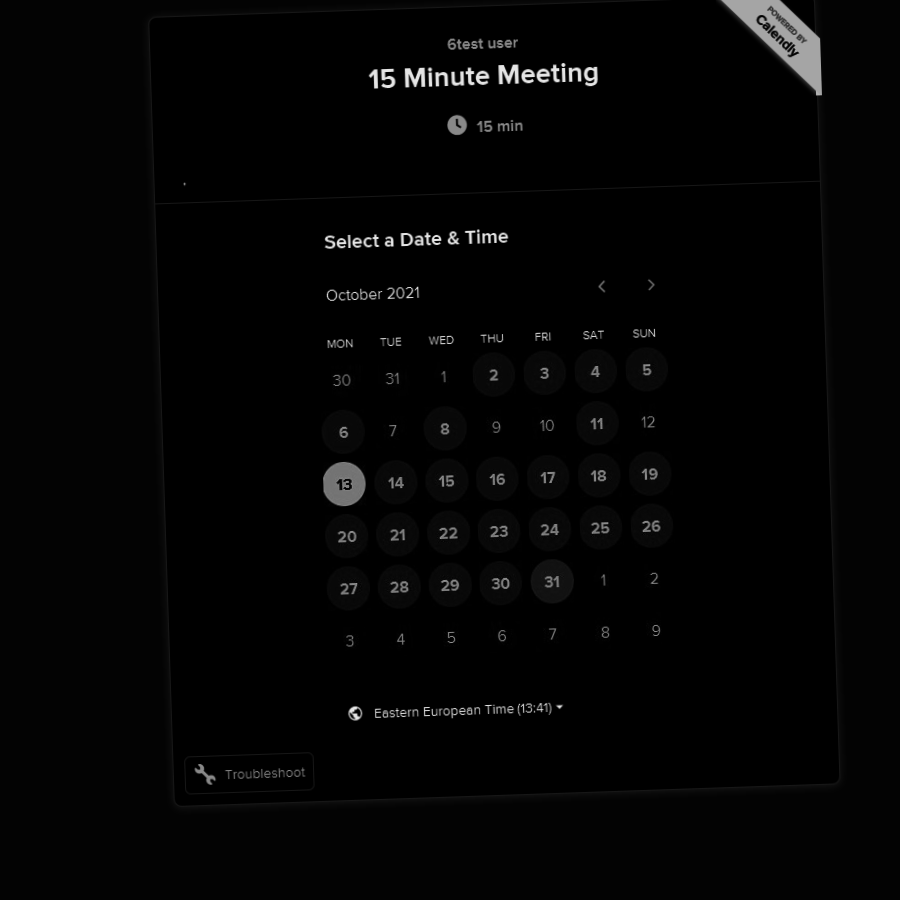 POWERED BY
Calendly
6test user
15 Minute Meeting
15 min
.
Select a Date & Time
October 2021
MON TUE WED THU FRI SAT SUN
30 31 1 2 3 4 5
6 7 8 9 10 11 12
13 14 15 16 17 18 19
20 21 22 23 24 25 26
27 28 29 30 31 1 2
3 4 5 6 7 8 9
Eastern European Time (13:41)
Troubleshoot